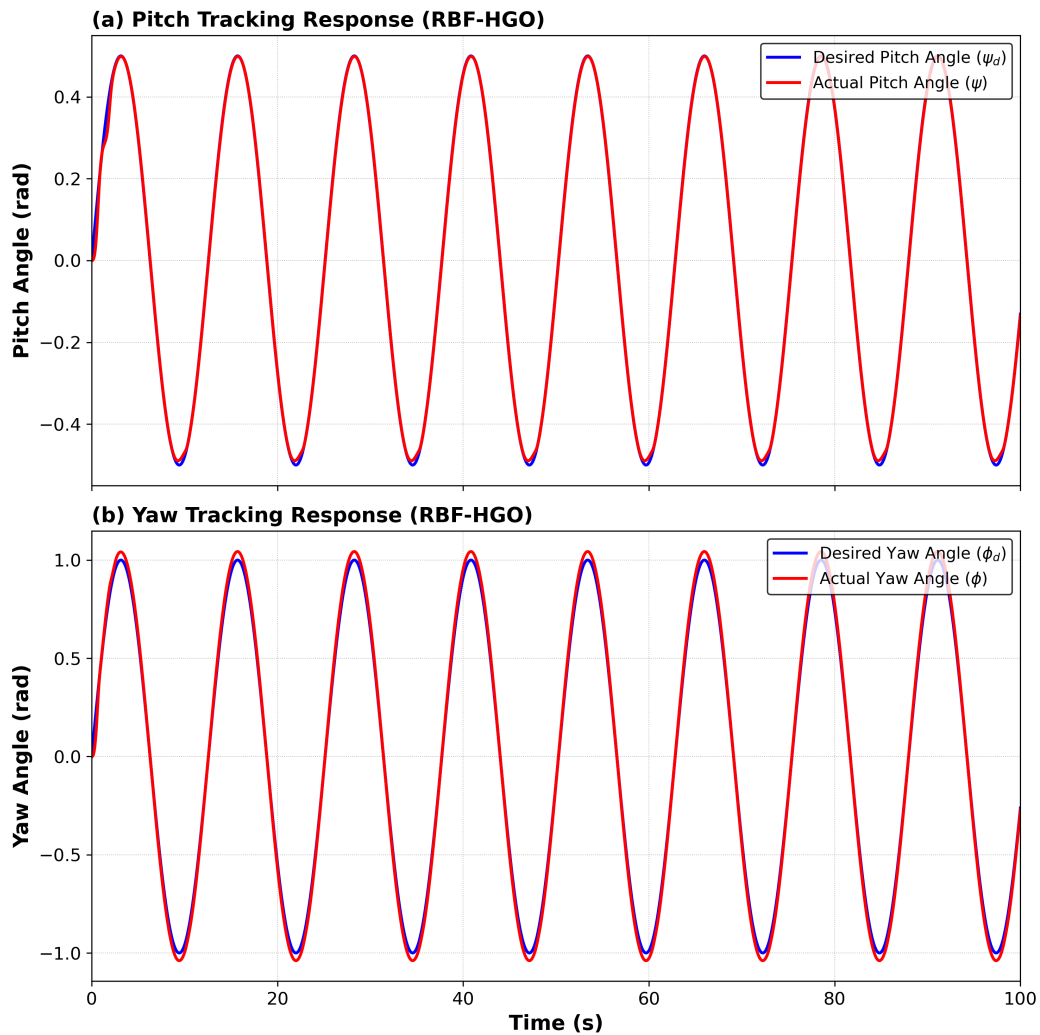 (a) Pitch Tracking Response (RBF-HGO)
Desired Pitch Angle (ψd)
Actual Pitch Angle (ψ)
Pitch Angle (rad)
0.4
0.2
0.0
−0.2
−0.4
(b) Yaw Tracking Response (RBF-HGO)
Desired Yaw Angle (ϕd)
Actual Yaw Angle (ϕ)
Yaw Angle (rad)
1.0
0.5
0.0
−0.5
−1.0
0 20 40 60 80 100
Time (s)